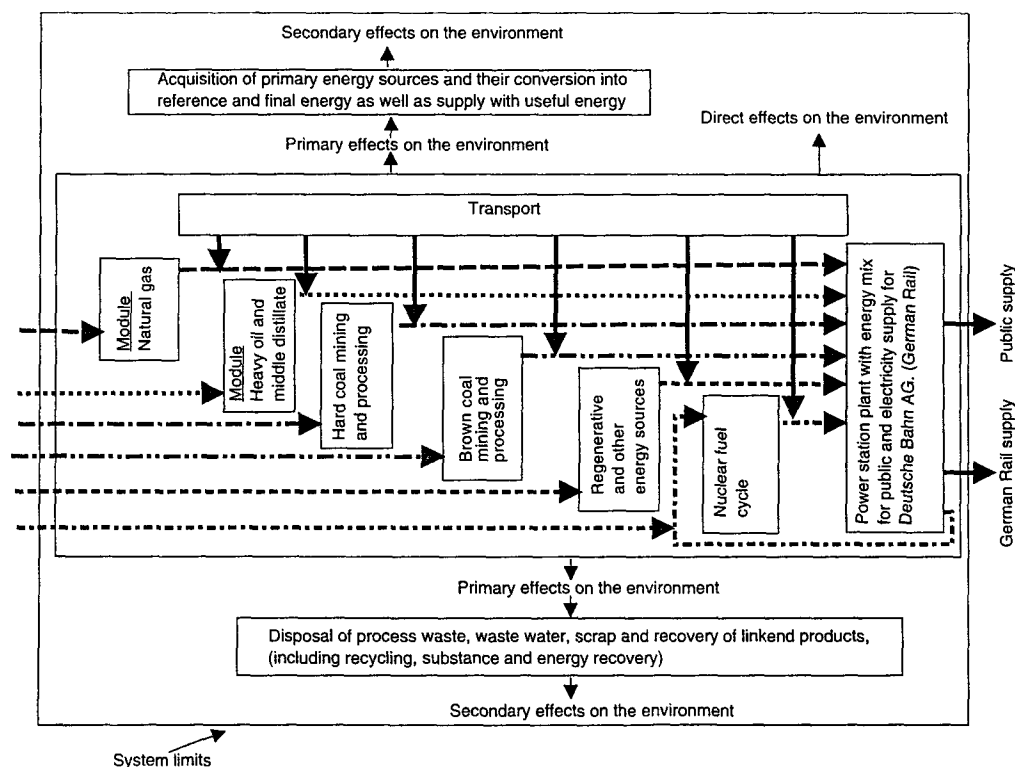 Secondary effects on the environment
Acquisition of primary energy sources and their conversion into
reference and final energy as well as supply with useful energy
Direct effects on the environment
Primary effects on the environment
Transport
Module
Natural gas
Module
Heavy oil and
middle distillate
Hard coal mining
and processing
Brown coal
mining and
processing
Regenerative
and other
energy sources
Nuclear fuel
cycle
Power station plant with energy mix
for public and electricity supply for
Deutsche Bahn AG. (German Rail)
Public supply
German Rail supply
Primary effects on the environment
Disposal of process waste, waste water, scrap and recovery of linkend products,
(including recycling, substance and energy recovery)
Secondary effects on the environment
System limits